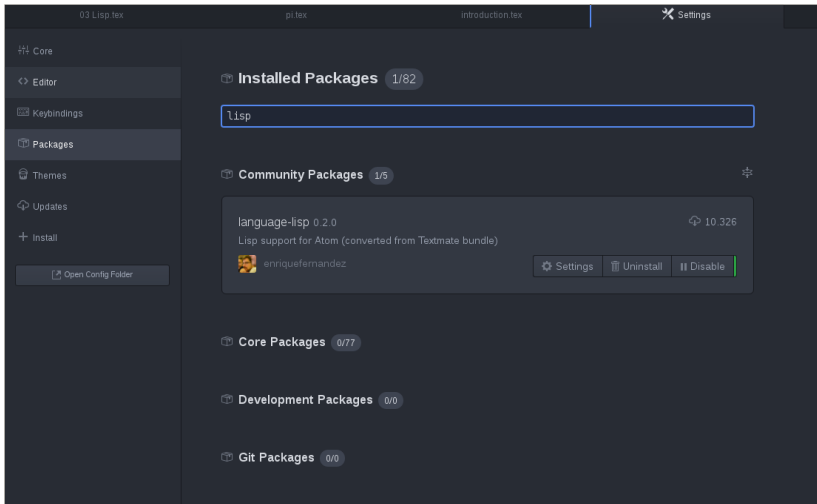 03 Lisp.tex pi.tex introduction.tex Settings
Core
Editor
Keybindings
Packages
Themes
Updates
Install
Open Config Folder
Installed Packages 1/82
lisp
Community Packages 1/5
language-lisp 0.2.0 10.326
Lisp support for Atom (converted from Textmate bundle)
enriquefernandez
Settings Uninstall Disable
Core Packages 0/77
Development Packages 0/0
Git Packages 0/0